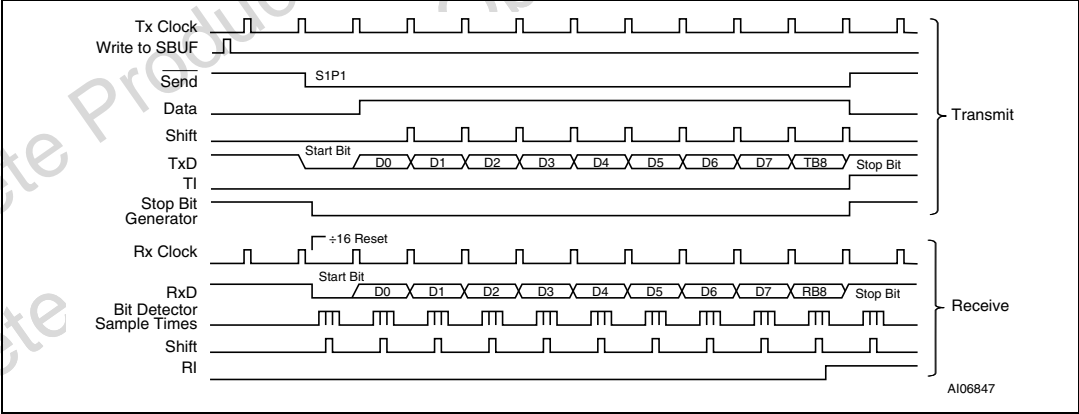 Tx Clock
Write to SBUF
Send
S1P1
Data
Transmit
Shift
Start Bit
TxD
D0 D1 D2 D3 D4 D5 D6 D7 TB8 Stop Bit
TI
Stop Bit
Generator
÷16 Reset
Rx Clock
Start Bit
RxD
D0 D1 D2 D3 D4 D5 D6 D7 RB8 Stop Bit
Bit Detector
Sample Times
Receive
Shift
RI
AI06847